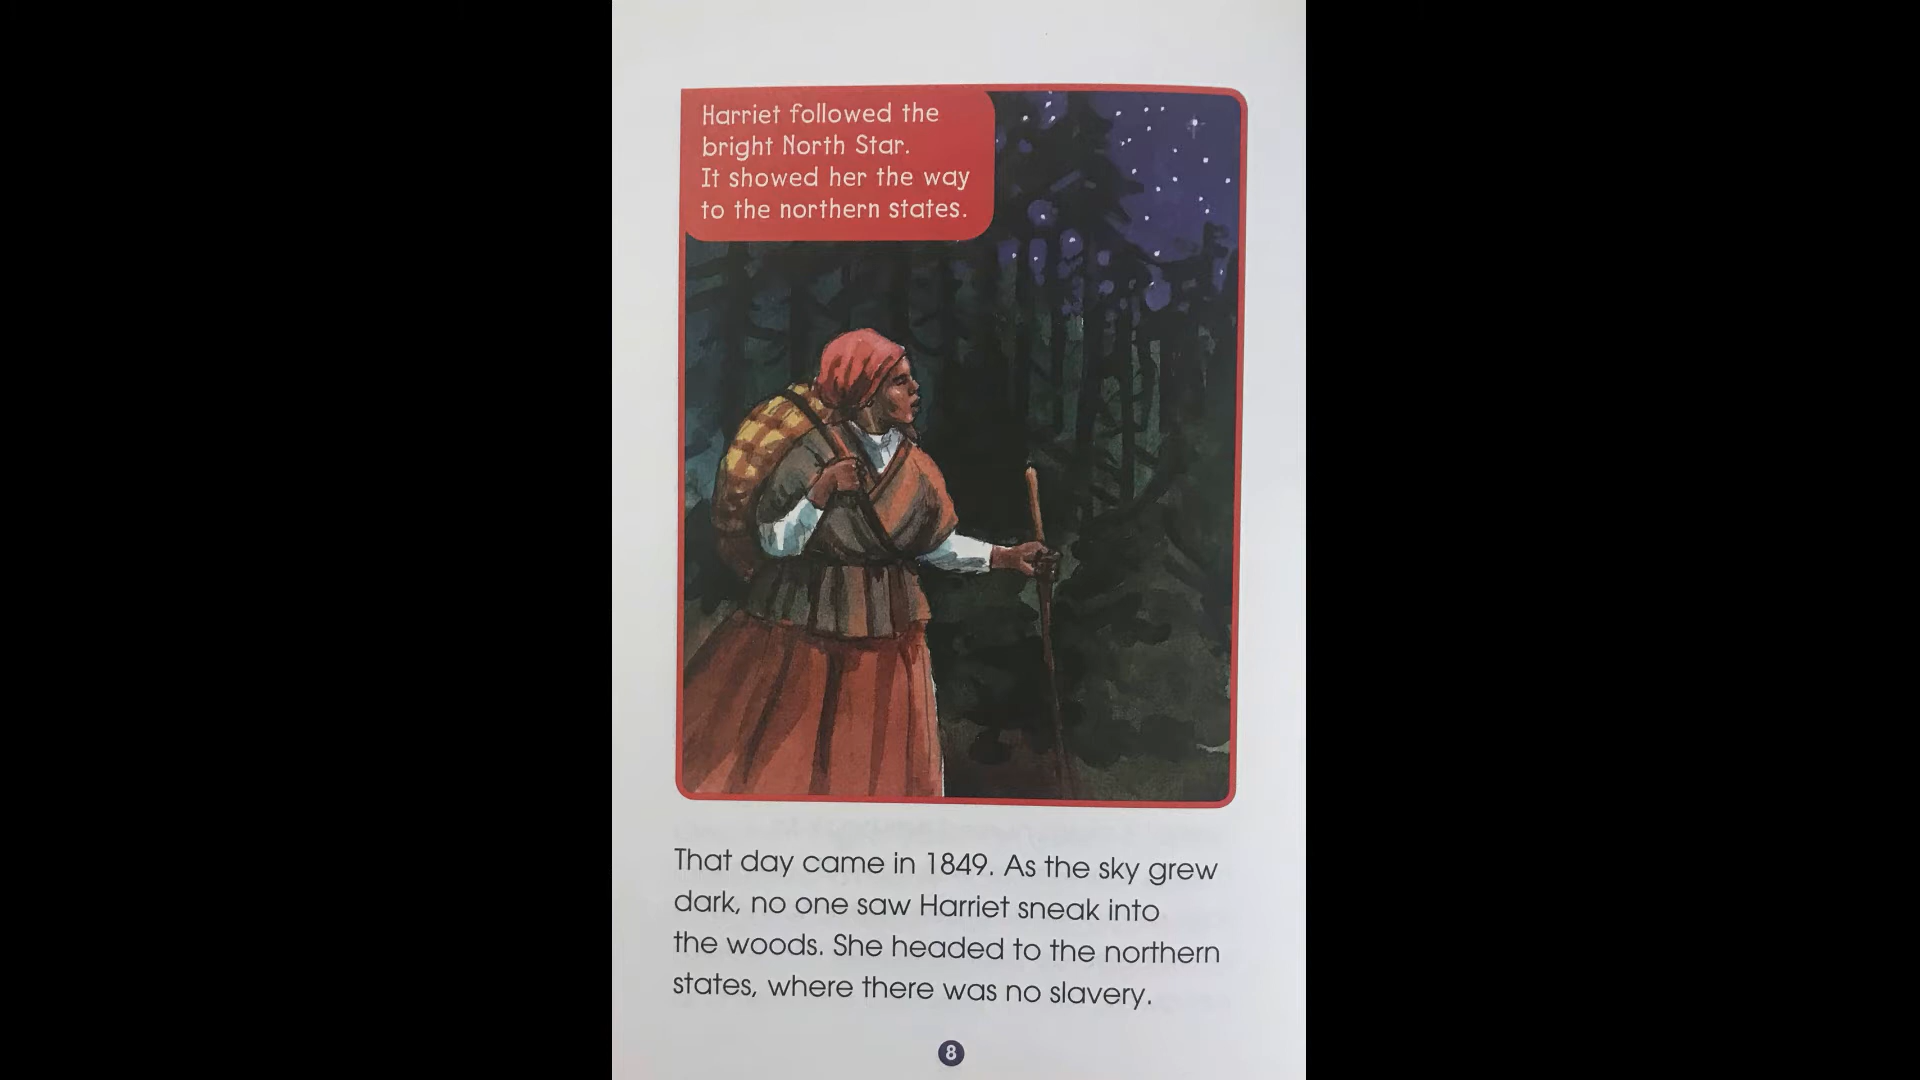 Harriet followed the
bright North Star.
It showed her the way
to the northern states.
That day came in 1849. As the sky grew
dark, no one saw Harriet sneak into
the woods. She headed to the northern
states, where there was no slavery.
8